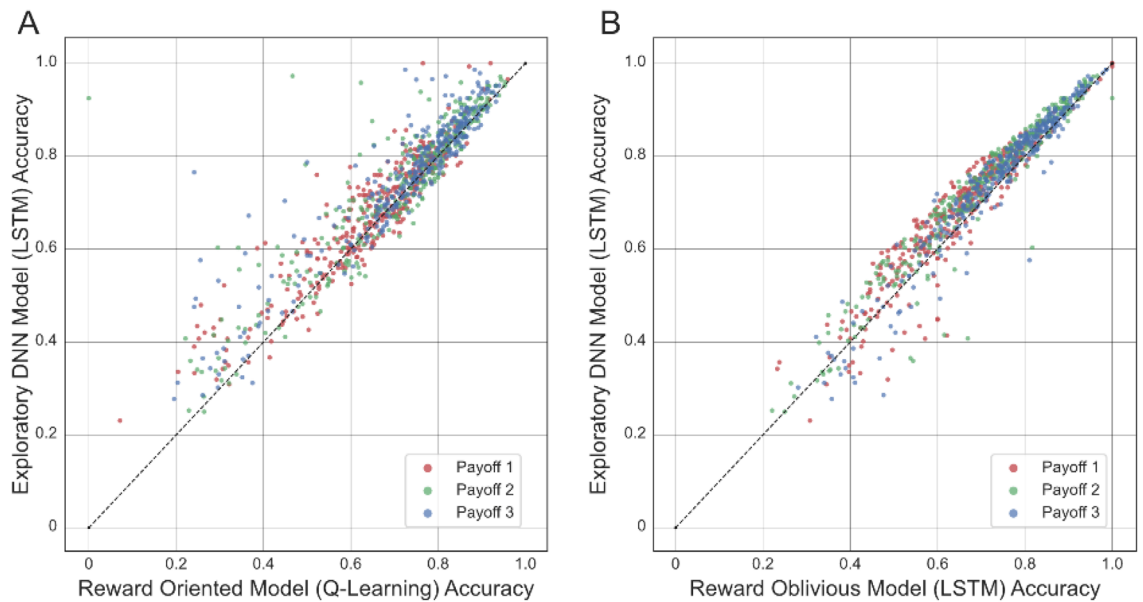 A
Exploratory DNN Model (LSTM) Accuracy
1.0
0.8
0.6
0.4
0.2
0
0
0.2
0.4
0.6
0.8
1.0
Payoff 1
Payoff 2
Payoff 3
Reward Oriented Model (Q-Learning) Accuracy
B
Exploratory DNN Model (LSTM) Accuracy
1.0
0.8
0.6
0.4
0.2
0
0
0.2
0.4
0.6
0.8
1.0
Payoff 1
Payoff 2
Payoff 3
Reward Oblivious Model (LSTM) Accuracy